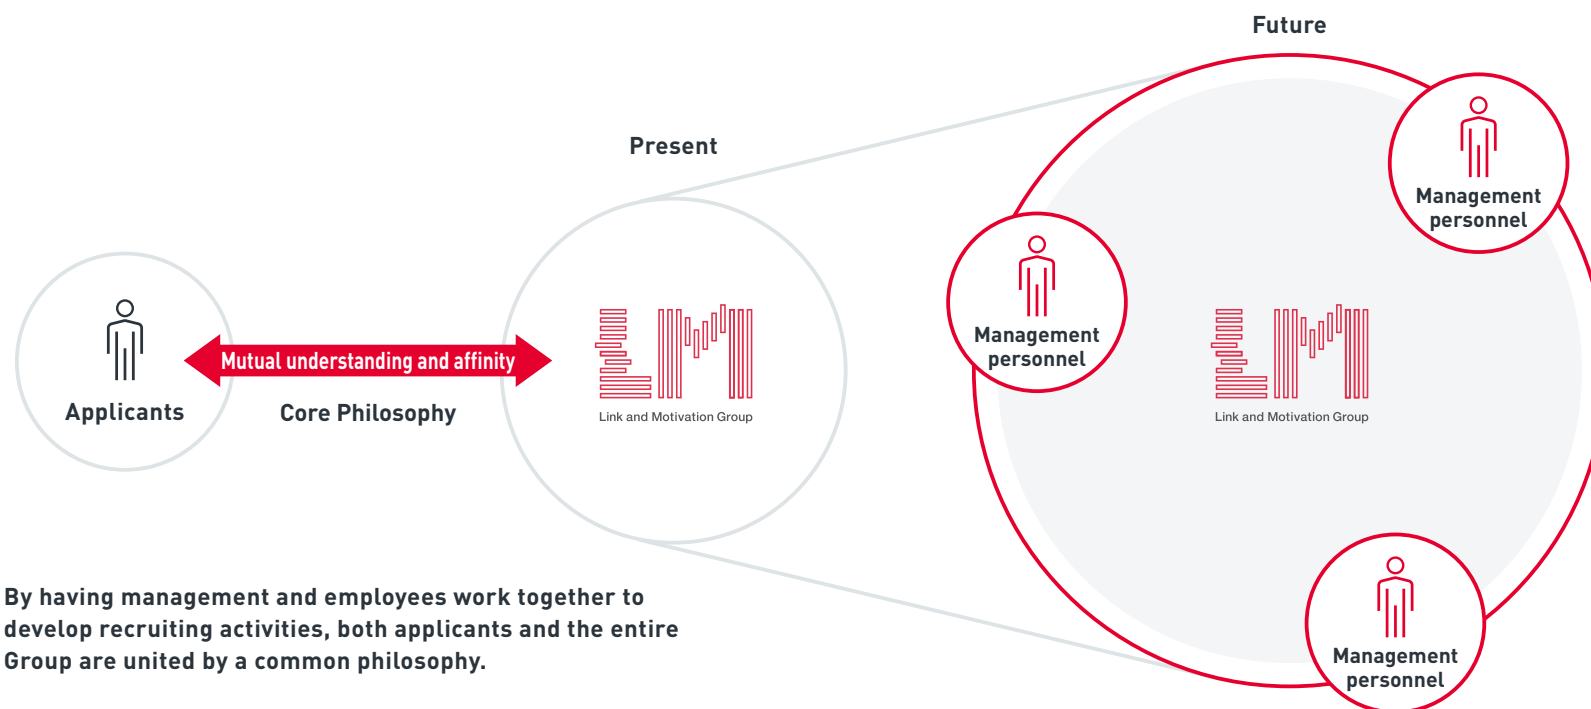 Future
Present
Management
personnel
Management
personnel
Mutual understanding and affinity
Applicants
Core Philosophy
LM
Link and Motivation Group
LM
Link and Motivation Group
By having management and employees work together to
develop recruiting activities, both applicants and the entire
Group are united by a common philosophy.
Management
personnel